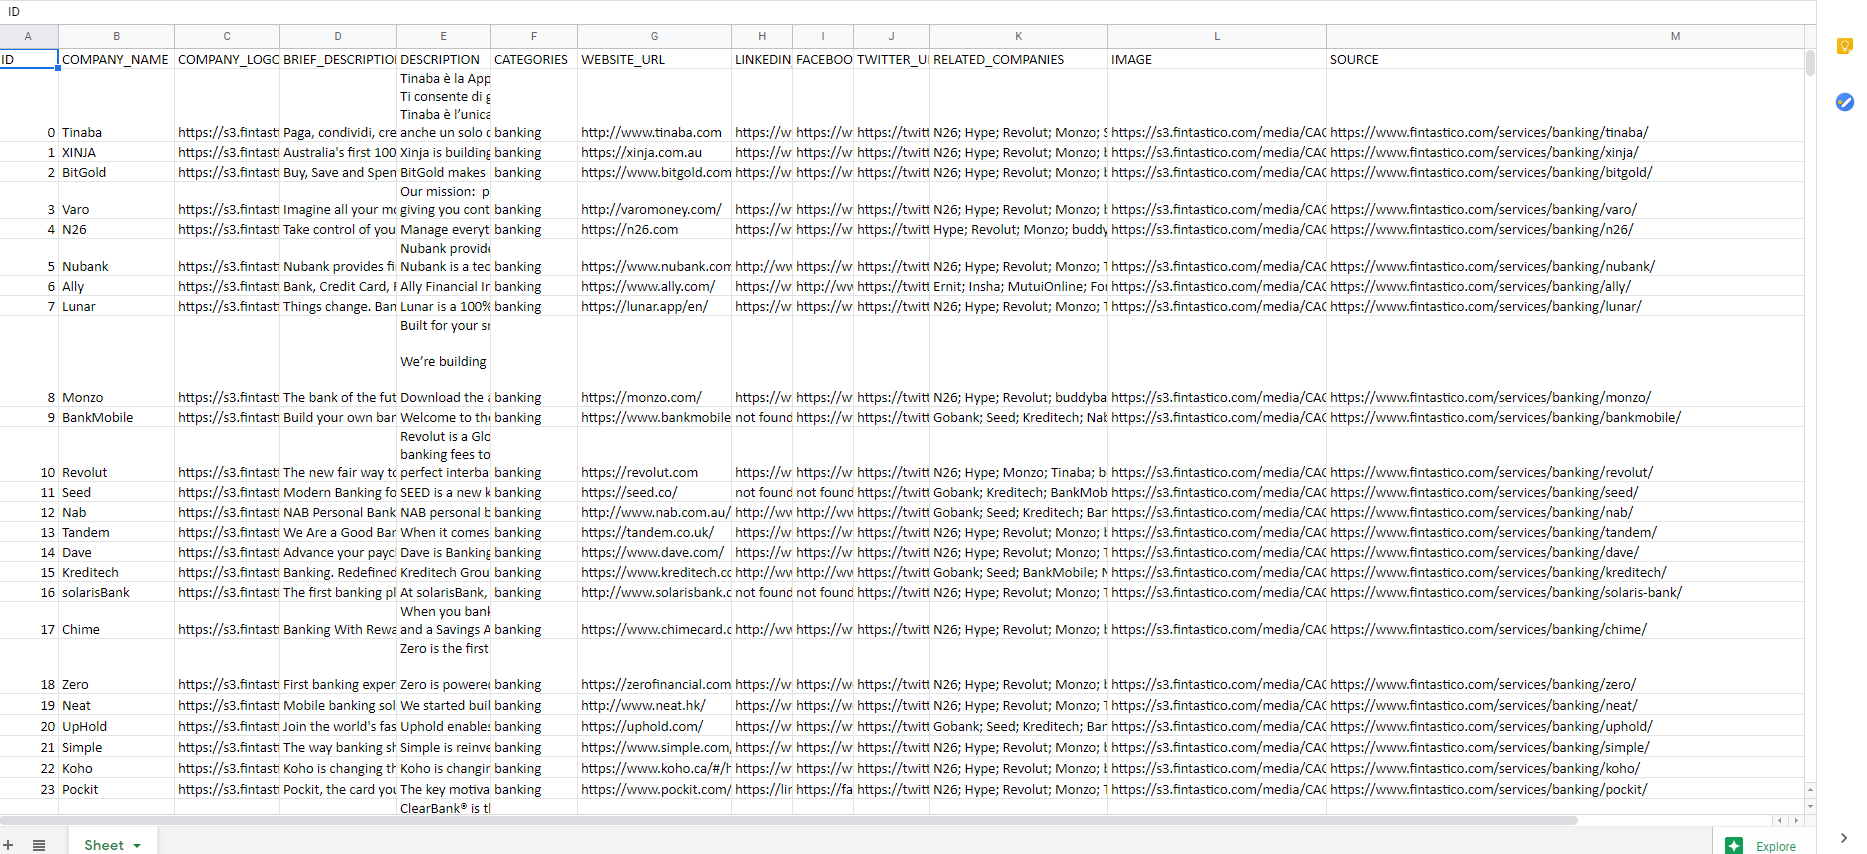 ID
A B C D E F G H I J K L M
ID COMPANY_NAME COMPANY_LOGO BRIEF_DESCRIPTION DESCRIPTION CATEGORIES WEBSITE_URL LINKEDIN_ FACEBOO TWITTER_U RELATED_COMPANIES IMAGE SOURCE
Tinaba è la App
Ti consente di g
Tinaba è l'unica
0 Tinaba https://s3.fintast Paga, condividi, cre anche un solo c banking http://www.tinaba.com https://w https://w https://twitt N26; Hype; Revolut; Monzo; S https://s3.fintastico.com/media/CAC https://www.fintastico.com/services/banking/tinaba/
1 XINJA https://s3.fintast Australia's first 100 Xinja is building banking https://xinja.com.au https://w https://w https://twitt N26; Hype; Revolut; Monzo; b https://s3.fintastico.com/media/CAC https://www.fintastico.com/services/banking/xinja/
2 BitGold https://s3.fintast Buy, Save and Spen BitGold makes banking https://www.bitgold.com https://w https://w https://twitt N26; Hype; Revolut; Monzo; b https://s3.fintastico.com/media/CAC https://www.fintastico.com/services/banking/bitgold/
Our mission: p
3 Varo https://s3.fintast Imagine all your mo giving you cont banking http://varomoney.com/ https://w https://w https://twitt N26; Hype; Revolut; Monzo; b https://s3.fintastico.com/media/CAC https://www.fintastico.com/services/banking/varo/
4 N26 https://s3.fintast Take control of you Manage everyt banking https://n26.com https://w https://w https://twitt Hype; Revolut; Monzo; buddy https://s3.fintastico.com/media/CAC https://www.fintastico.com/services/banking/n26/
Nubank provide
5 Nubank https://s3.fintast Nubank provides fi Nubank is a tec banking https://www.nubank.com http://ww https://w https://twitt N26; Hype; Revolut; Monzo; T https://s3.fintastico.com/media/CAC https://www.fintastico.com/services/banking/nubank/
6 Ally https://s3.fintast Bank, Credit Card, Ally Financial In banking https://www.ally.com/ https://w http://ww https://twitt Ernit; Insha; MutuiOnline; For https://s3.fintastico.com/media/CAC https://www.fintastico.com/services/banking/ally/
7 Lunar https://s3.fintast Things change. Ban Lunar is a 100% banking https://lunar.app/en/ https://w https://w https://twitt N26; Hype; Revolut; Monzo; T https://s3.fintastico.com/media/CAC https://www.fintastico.com/services/banking/lunar/
Built for your sm
We're building
8 Monzo https://s3.fintast The bank of the fut Download the a banking https://monzo.com/ https://w https://w https://twitt N26; Hype; Revolut; buddyba https://s3.fintastico.com/media/CAC https://www.fintastico.com/services/banking/monzo/
9 BankMobile https://s3.fintast Build your own ban Welcome to the banking https://www.bankmobile not found https://w https://twitt Gobank; Seed; Kreditech; Nab https://s3.fintastico.com/media/CAC https://www.fintastico.com/services/banking/bankmobile/
Revolut is a Glo
banking fees to
10 Revolut https://s3.fintast The new fair way to perfect interba banking https://revolut.com https://w https://w https://twitt N26; Hype; Monzo; Tinaba; b https://s3.fintastico.com/media/CAC https://www.fintastico.com/services/banking/revolut/
11 Seed https://s3.fintast Modern Banking fo SEED is a new k banking https://seed.co/ not found not found https://twitt Gobank; Kreditech; BankMob https://s3.fintastico.com/media/CAC https://www.fintastico.com/services/banking/seed/
12 Nab https://s3.fintast NAB Personal Bank NAB personal b banking http://www.nab.com.au/ http://ww http://ww https://twitt Gobank; Seed; Kreditech; Ban https://s3.fintastico.com/media/CAC https://www.fintastico.com/services/banking/nab/
13 Tandem https://s3.fintast We Are a Good Ban When it comes banking https://tandem.co.uk/ https://w https://w https://twitt N26; Hype; Revolut; Monzo; T https://s3.fintastico.com/media/CAC https://www.fintastico.com/services/banking/tandem/
14 Dave https://s3.fintast Advance your payc Dave is Banking banking https://www.dave.com/ https://w https://w https://twitt N26; Hype; Revolut; Monzo; T https://s3.fintastico.com/media/CAC https://www.fintastico.com/services/banking/dave/
15 Kreditech https://s3.fintast Banking. Redefined Kreditech Grou banking https://www.kreditech.co http://ww http://ww https://twitt Gobank; Seed; BankMobile; N https://s3.fintastico.com/media/CAC https://www.fintastico.com/services/banking/kreditech/
16 solarisBank https://s3.fintast The first banking pl At solarisBank, banking http://www.solarisbank.c not found not found https://twitt N26; Hype; Revolut; Monzo; T https://s3.fintastico.com/media/CAC https://www.fintastico.com/services/banking/solaris-bank/
When you bank
17 Chime https://s3.fintast Banking With Rewa and a Savings A banking https://www.chimecard.c http://ww https://w https://twitt N26; Hype; Revolut; Monzo; b https://s3.fintastico.com/media/CAC https://www.fintastico.com/services/banking/chime/
Zero is the first
18 Zero https://s3.fintast First banking exper Zero is powered banking https://zerofinancial.com https://w https://w https://twitt N26; Hype; Revolut; Monzo; b https://s3.fintastico.com/media/CAC https://www.fintastico.com/services/banking/zero/
19 Neat https://s3.fintast Mobile banking sol We started buil banking http://www.neat.hk/ https://w https://w https://twitt N26; Hype; Revolut; Monzo; b https://s3.fintastico.com/media/CAC https://www.fintastico.com/services/banking/neat/
20 UpHold https://s3.fintast Join the world's fas Uphold enables banking https://uphold.com/ https://w https://w https://twitt Gobank; Seed; Kreditech; Ban https://s3.fintastico.com/media/CAC https://www.fintastico.com/services/banking/uphold/
21 Simple https://s3.fintast The way banking sh Simple is reinve banking https://www.simple.com, https://w https://w https://twitt N26; Hype; Revolut; Monzo; b https://s3.fintastico.com/media/CAC https://www.fintastico.com/services/banking/simple/
22 Koho https://s3.fintast Koho is changing th Koho is changin banking https://www.koho.ca/#/h https://w https://w https://twitt N26; Hype; Revolut; Monzo; b https://s3.fintastico.com/media/CAC https://www.fintastico.com/services/banking/koho/
23 Pockit https://s3.fintast Pockit, the card you The key motiva banking https://www.pockit.com/ https://lin https://fa https://twitt N26; Hype; Revolut; Monzo; T https://s3.fintastico.com/media/CAC https://www.fintastico.com/services/banking/pockit/
ClearBank® is th
Sheet
Explore